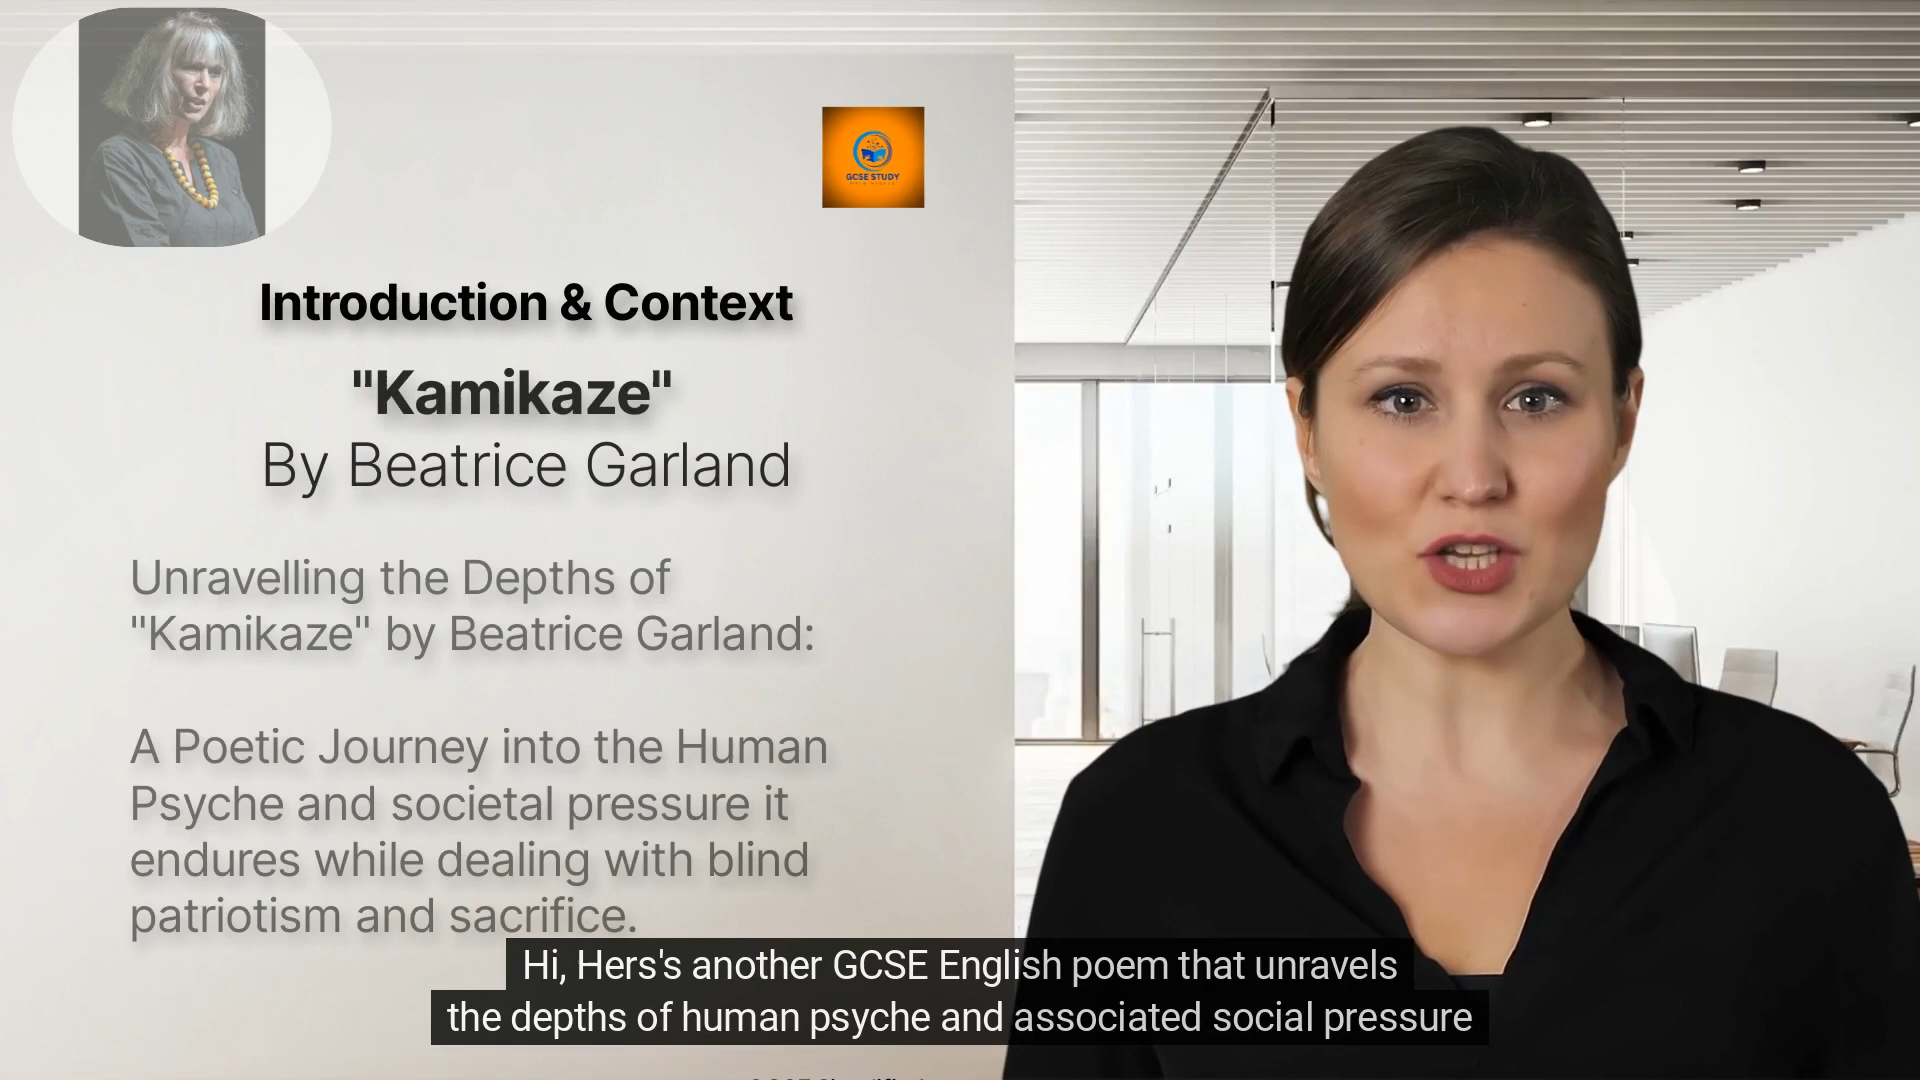 GCSE STUDY
Introduction & Context
"Kamikaze"
By Beatrice Garland
Unravelling the Depths of
"Kamikaze" by Beatrice Garland:
A Poetic Journey into the Human
Psyche and societal pressure it
endures while dealing with blind
patriotism and sacrifice.
Hi, Hers's another GCSE English poem that unravels
the depths of human psyche and associated social pressure